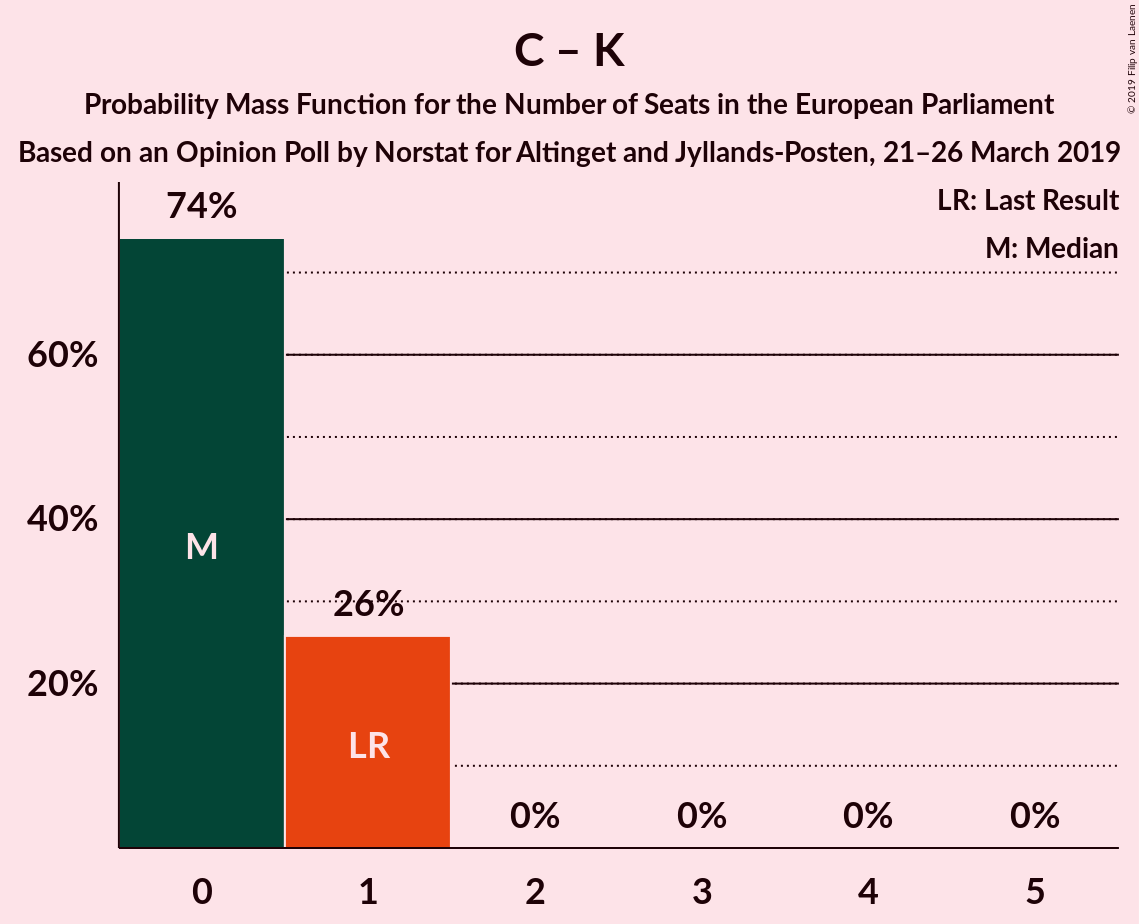 C – K
Probability Mass Function for the Number of Seats in the European Parliament
Based on an Opinion Poll by Norstat for Altinget and Jyllands-Posten, 21–26 March 2019
© 2019 Filip van Laenen
LR: Last Result
M: Median
74%
60%
40%
M
26%
20%
LR
0% 0% 0% 0%
0 1 2 3 4 5